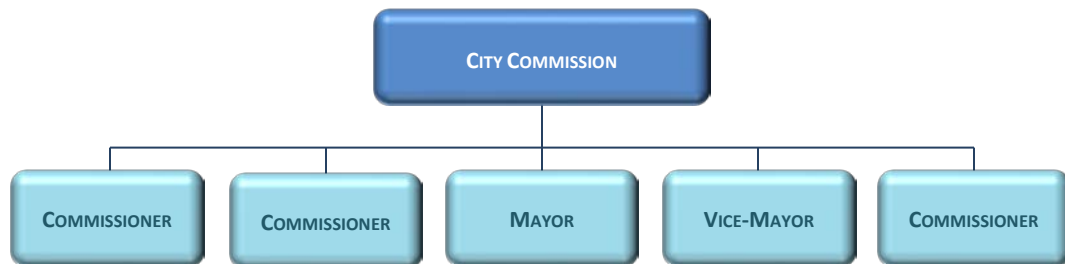 CITY COMMISSION
COMMISSIONER
COMMISSIONER
MAYOR
VICE-MAYOR
COMMISSIONER